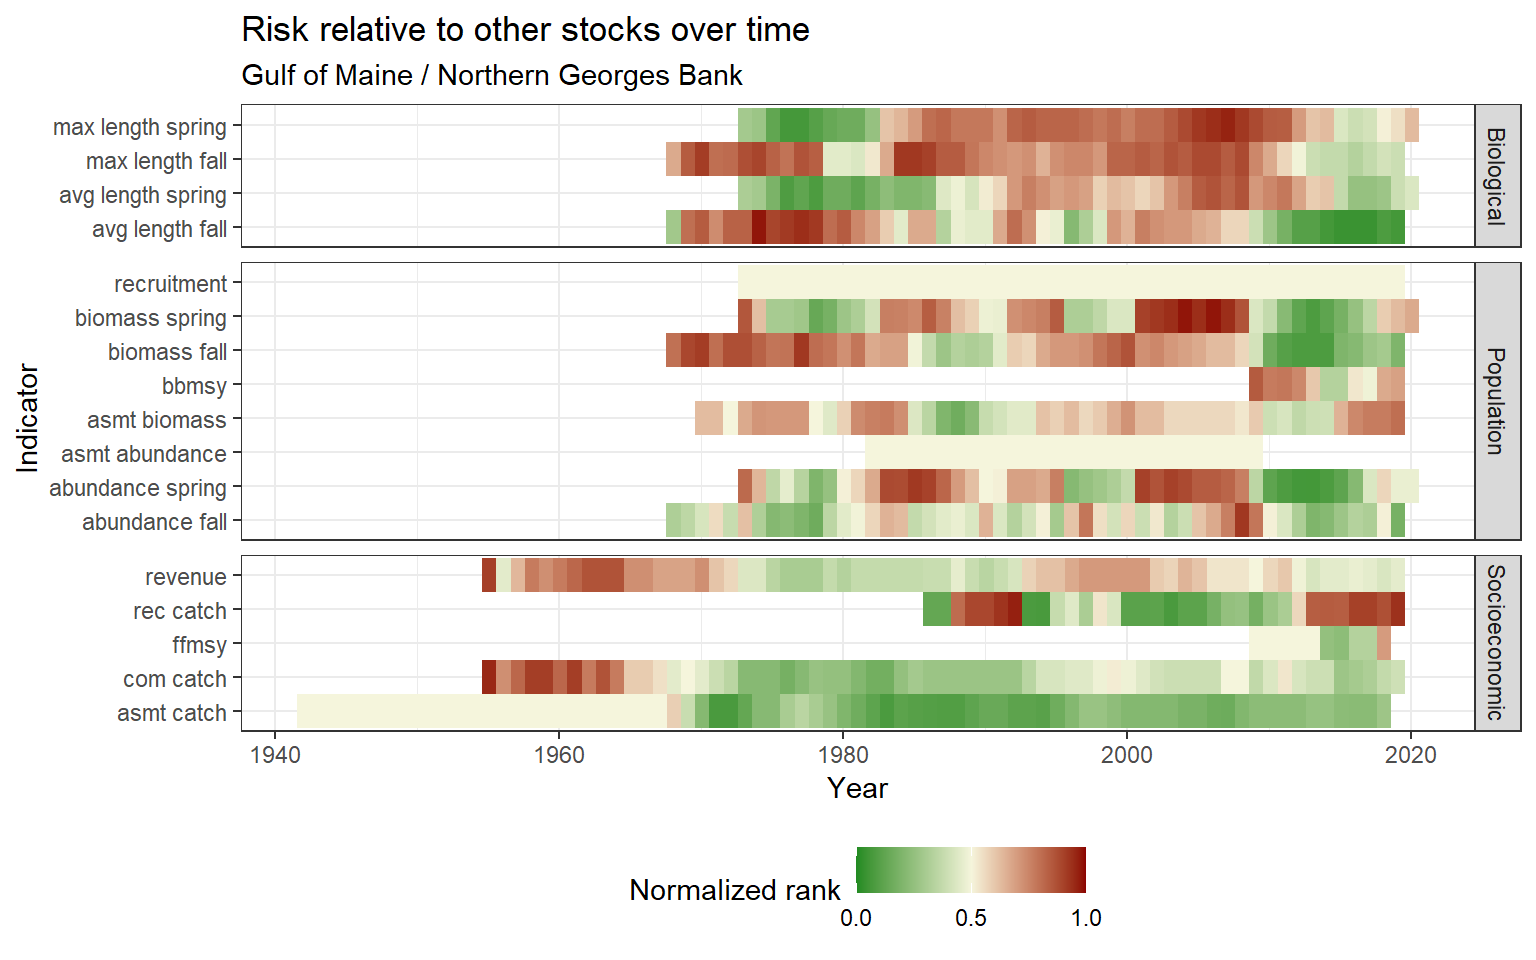 Risk relative to other stocks over time
Gulf of Maine / Northern Georges Bank
Indicator
max length spring
max length fall
avg length spring
avg length fall
Biological
recruitment
biomass spring
biomass fall
bbmsy
asmt biomass
asmt abundance
abundance spring
abundance fall
Population
revenue
rec catch
ffmsy
com catch
asmt catch
Socioeconomic
1940 1960 1980 2000 2020
Year
Normalized rank
0.0 0.5 1.0